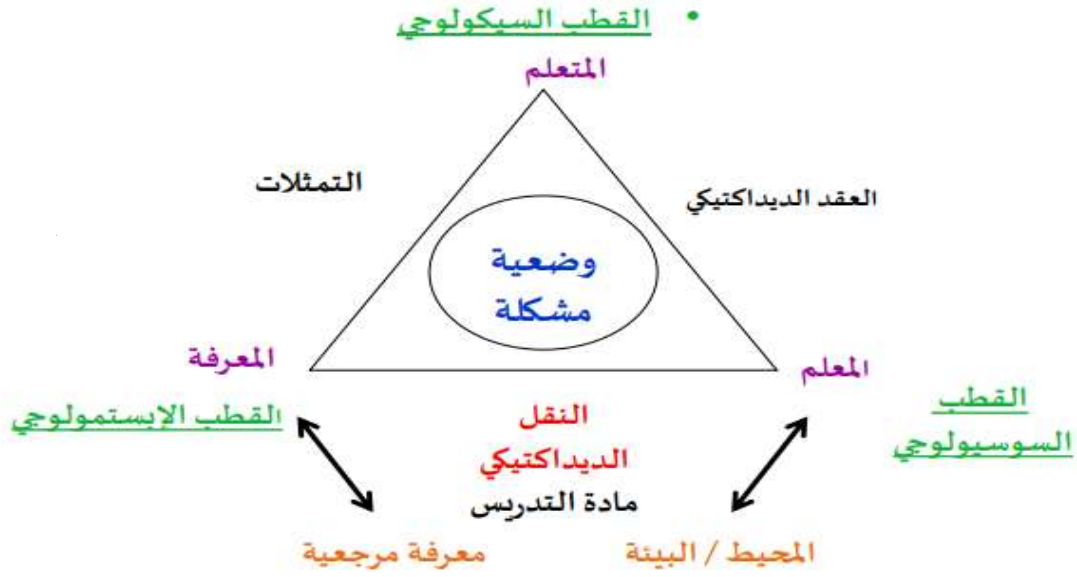 • القطب السيكولوجي
المتعلم
العقد الديداكتيكي
التمثلات
وضعية
مشكلة
المعلم
المعرفة
القطب
السوسيولوجي
النقل
الديداكتيكي
مادة التدريس
القطب الإبستمولوجي
المحيط / البيئة
معرفة مرجعية